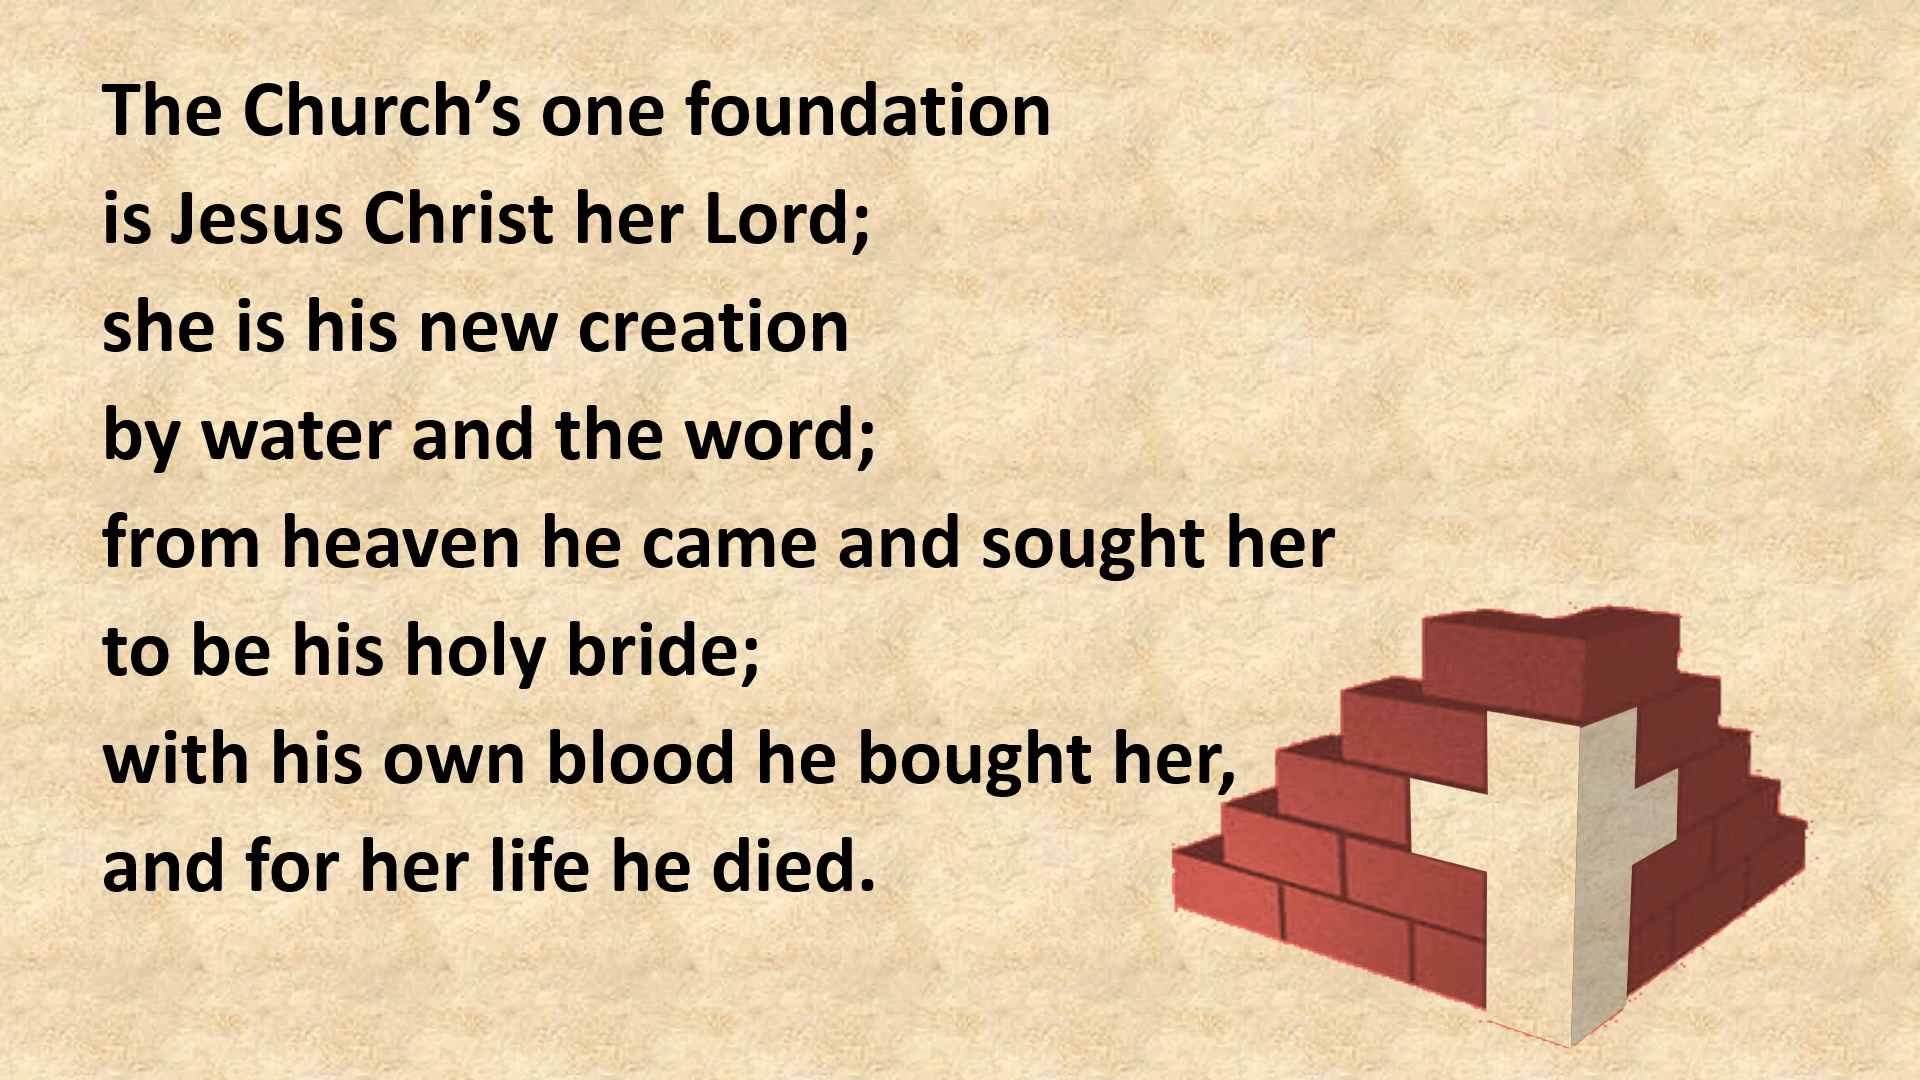 The Church’s one foundation
is Jesus Christ her Lord;
she is his new creation
by water and the word;
from heaven he came and sought her
to be his holy bride;
with his own blood he bought her,
and for her life he died.